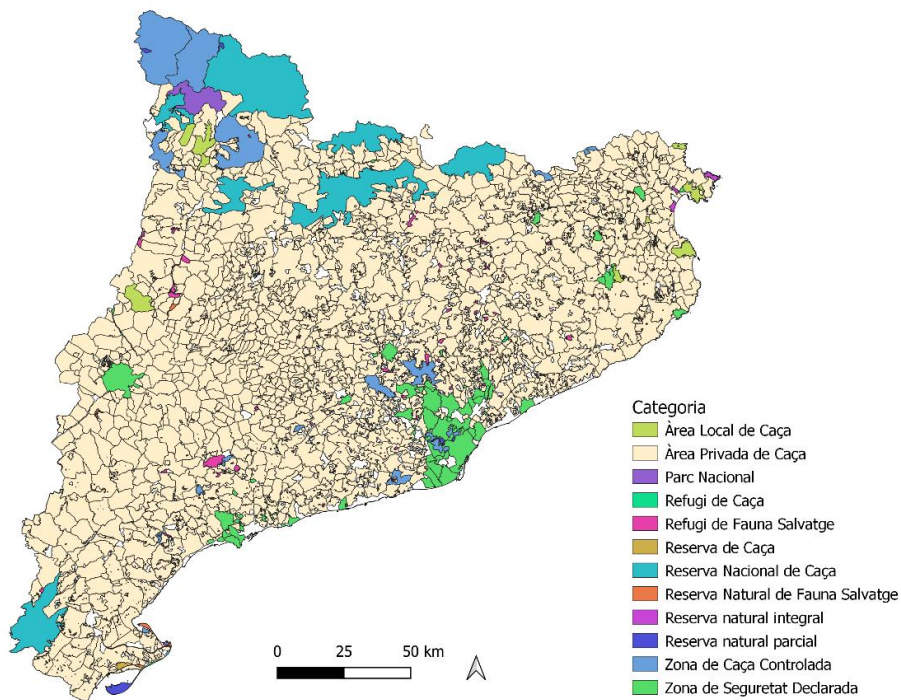 Categoria
Àrea Local de Caça
Àrea Privada de Caça
Parc Nacional
Refugi de Caça
Refugi de Fauna Salvatge
Reserva de Caça
Reserva Nacional de Caça
Reserva Natural de Fauna Salvatge
Reserva natural integral
Reserva natural parcial
Zona de Caça Controlada
Zona de Seguretat Declarada
0 25 50 km